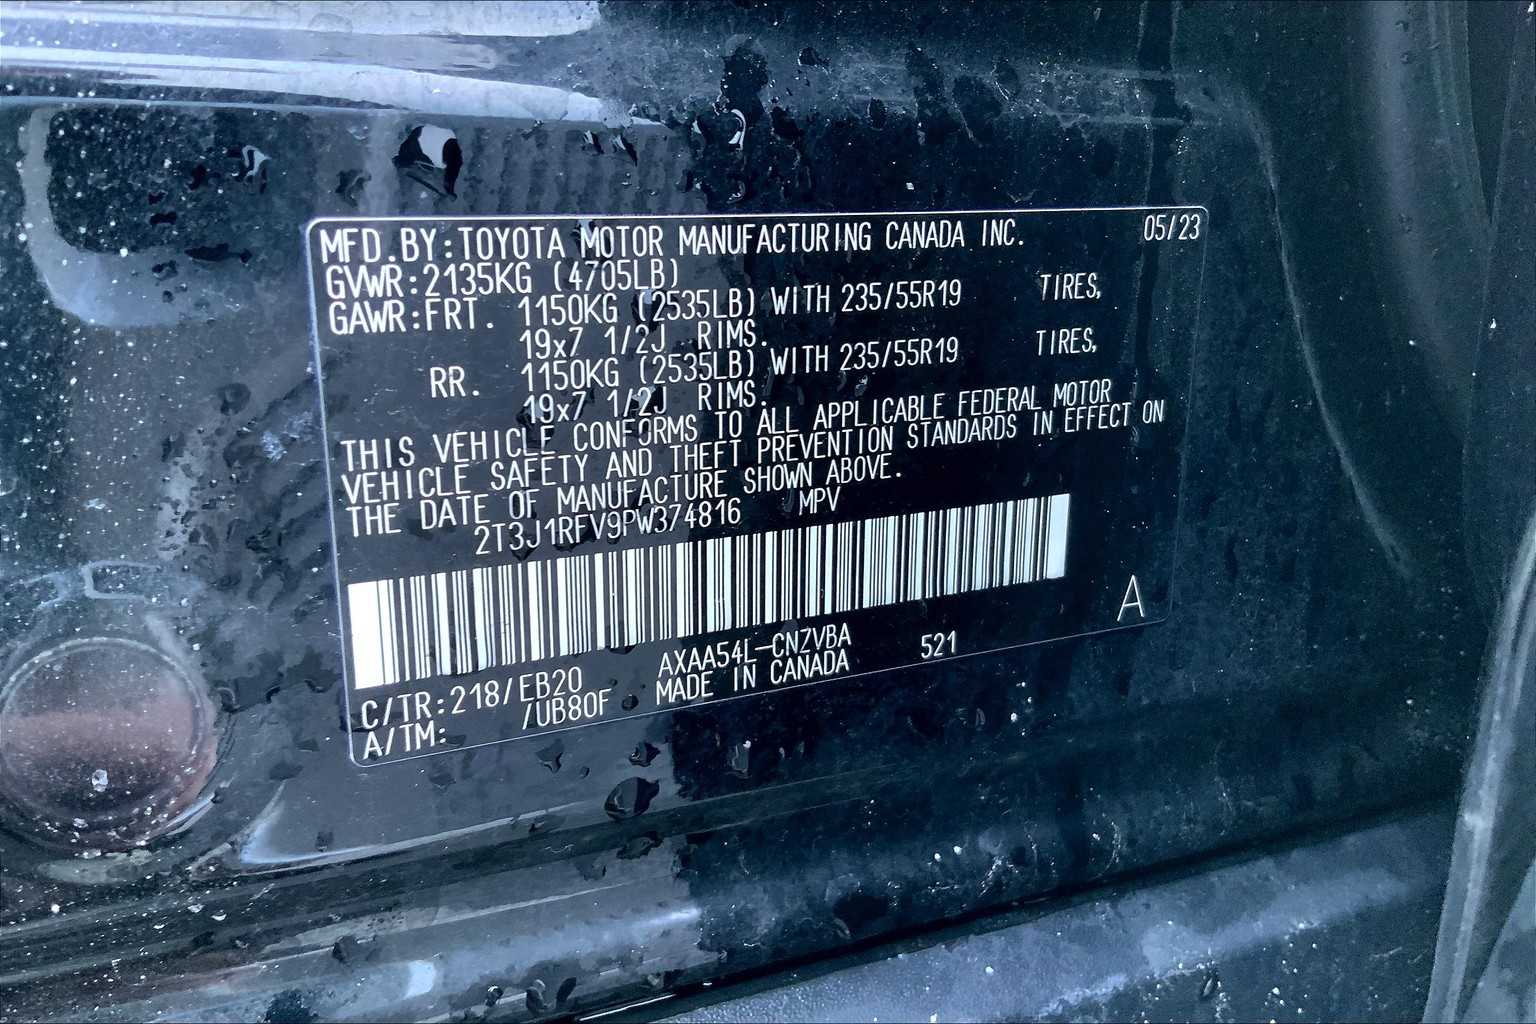 MFD.BY:TOYOTA MOTOR MANUFACTURING CANADA INC. 05/23
GVWR:2135KG (4705LB)
GAWR:FRT. 1150KG (2535LB) WITH 235/55R19 TIRES,
19x7 1/2J RIMS.
RR. 1150KG (2535LB) WITH 235/55R19 TIRES,
19x7 1/2J RIMS.
THIS VEHICLE CONFORMS TO ALL APPLICABLE FEDERAL MOTOR
VEHICLE SAFETY AND THEFT PREVENTION STANDARDS IN EFFECT ON
THE DATE OF MANUFACTURE SHOWN ABOVE.
2T3J1RFV9PW374816 MPV
A
C/TR:218/EB20 AXAA54L-CNZVBA 521
A/TM: /UB80F MADE IN CANADA